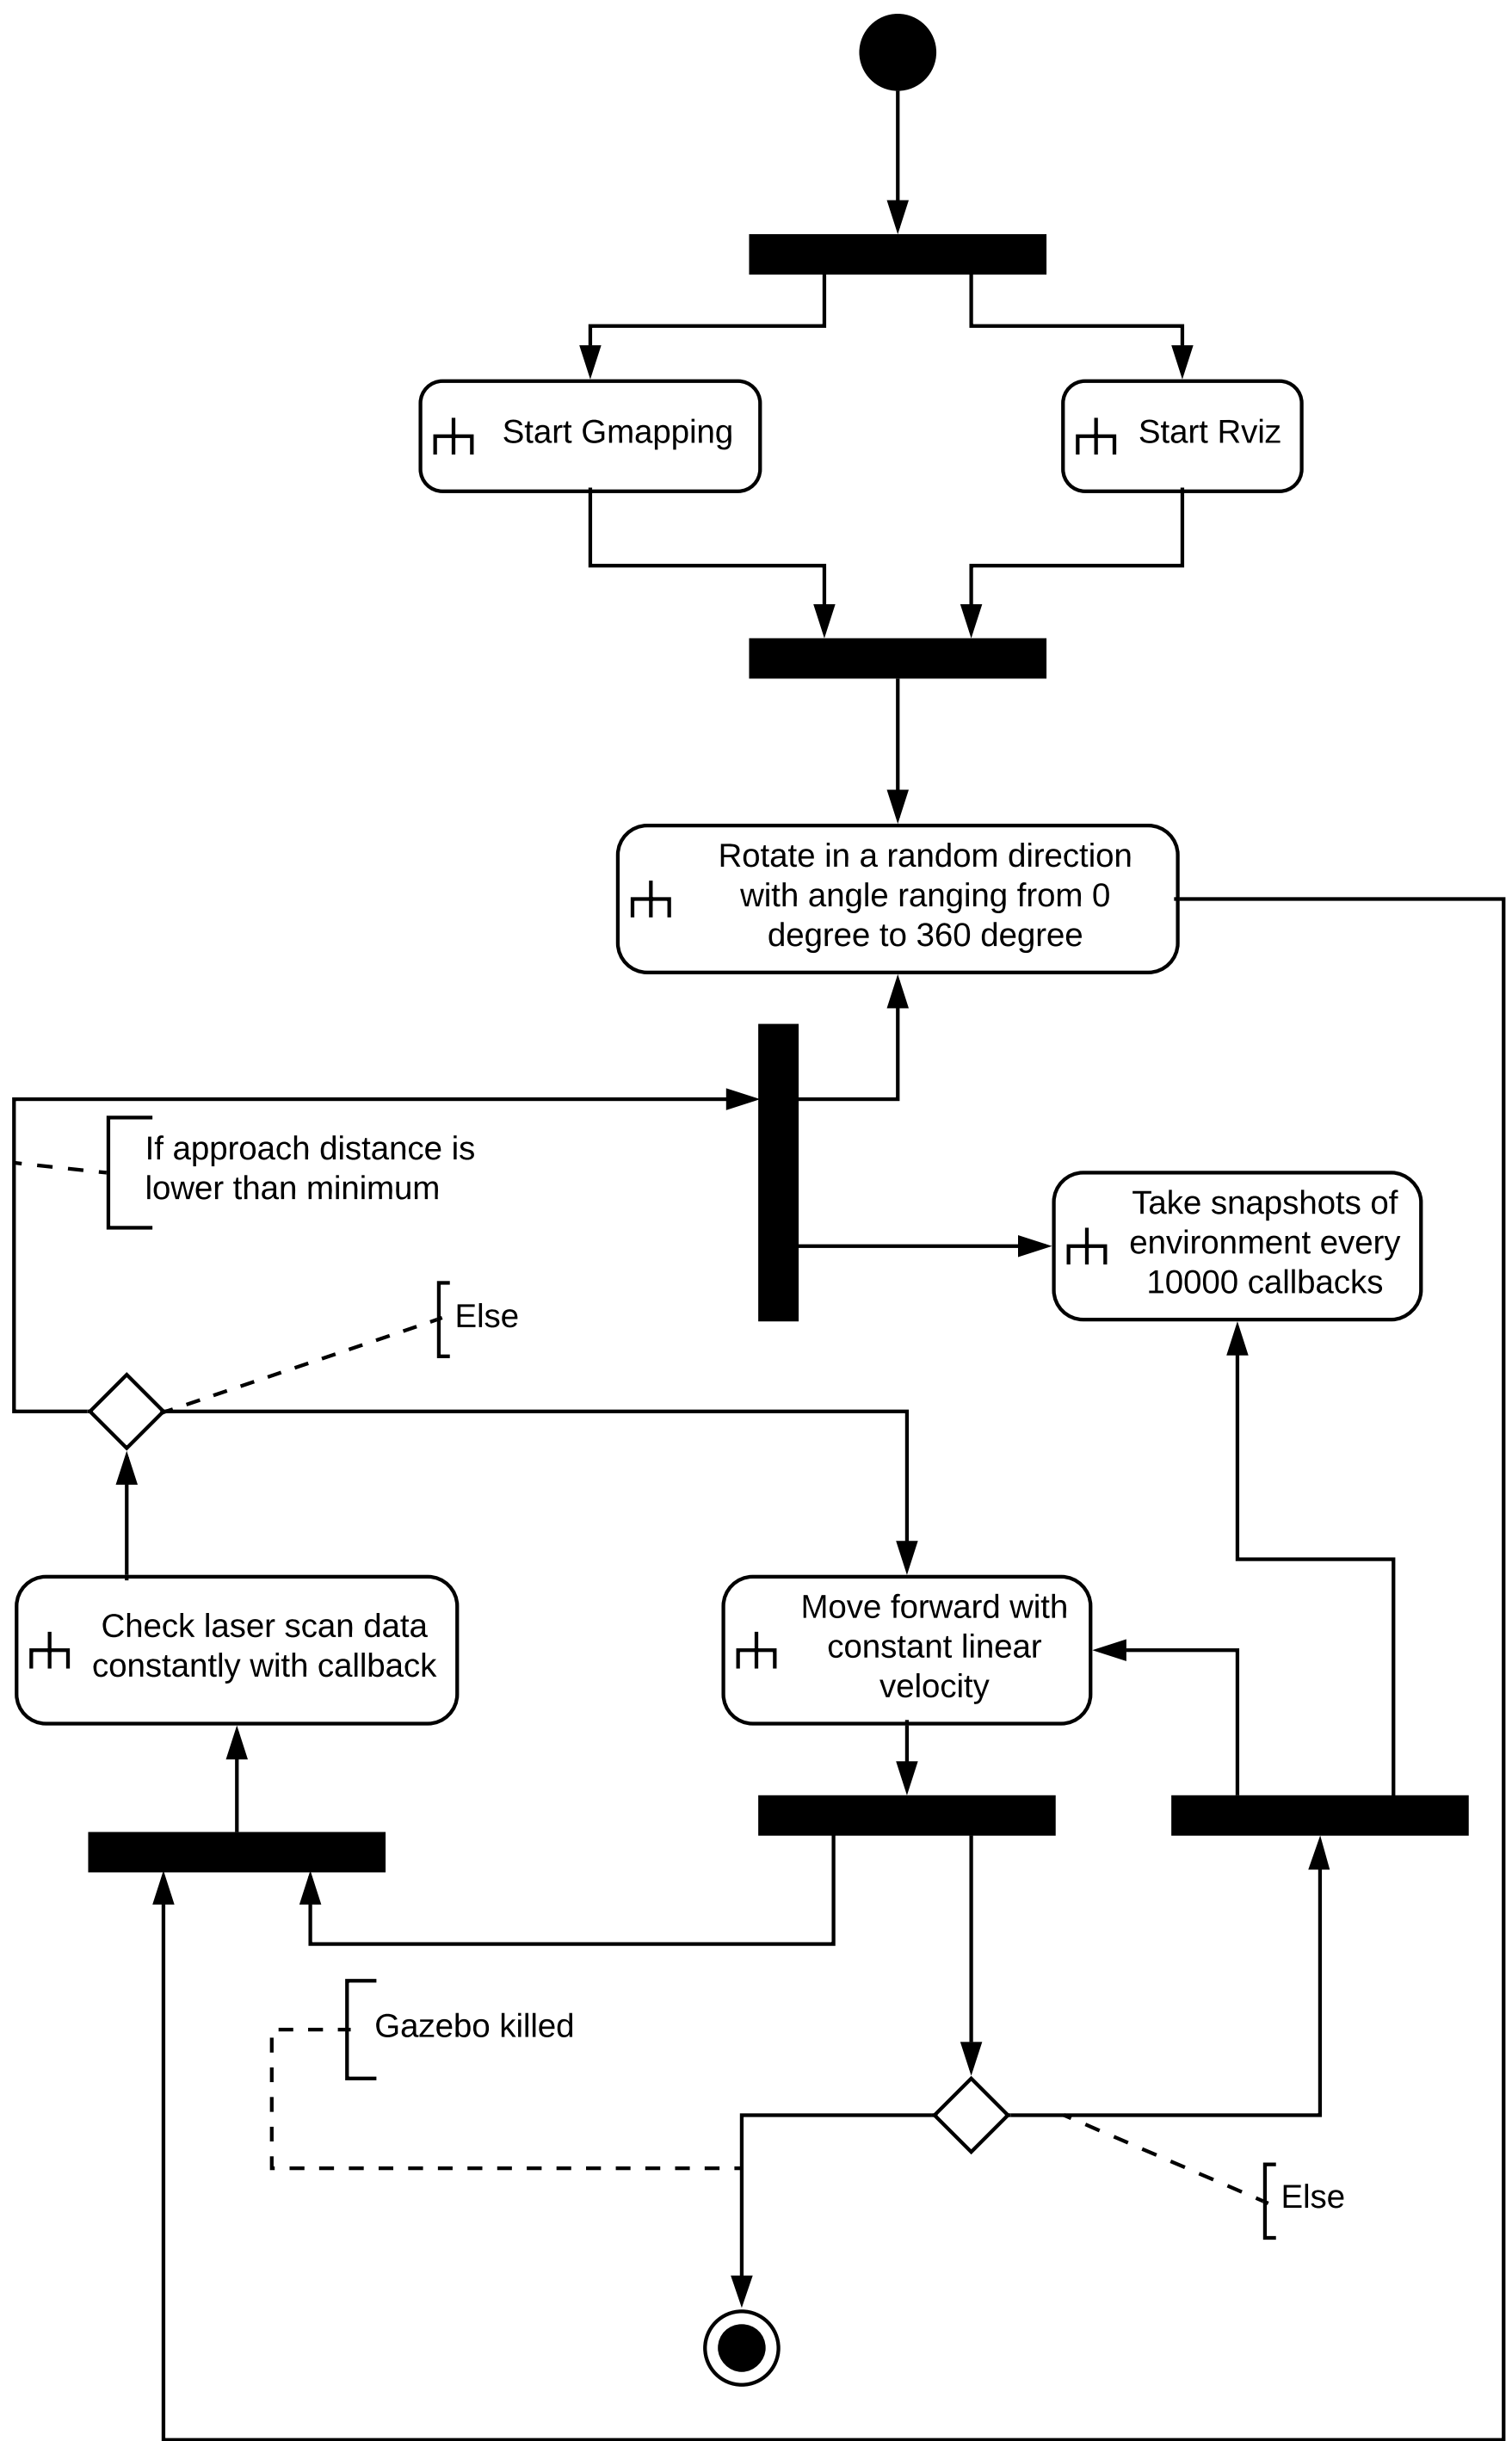 Start Gmapping
Start Rviz
Rotate in a random direction
with angle ranging from 0
degree to 360 degree
If approach distance is
lower than minimum
Take snapshots of
environment every
10000 callbacks
Else
Check laser scan data
constantly with callback
Move forward with
constant linear
velocity
Gazebo killed
Else